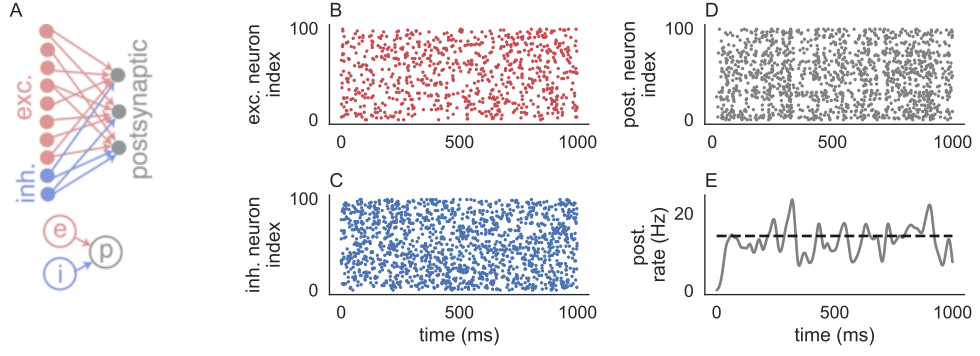 A
exc.
inh.
postsynaptic
e
i
p
B
exc. neuron
index
100
0
0
500
1000
C
inh. neuron
index
100
0
0
500
1000
time (ms)
D
post. neuron
index
100
0
0
500
1000
E
post.
rate (Hz)
20
0
0
500
1000
time (ms)